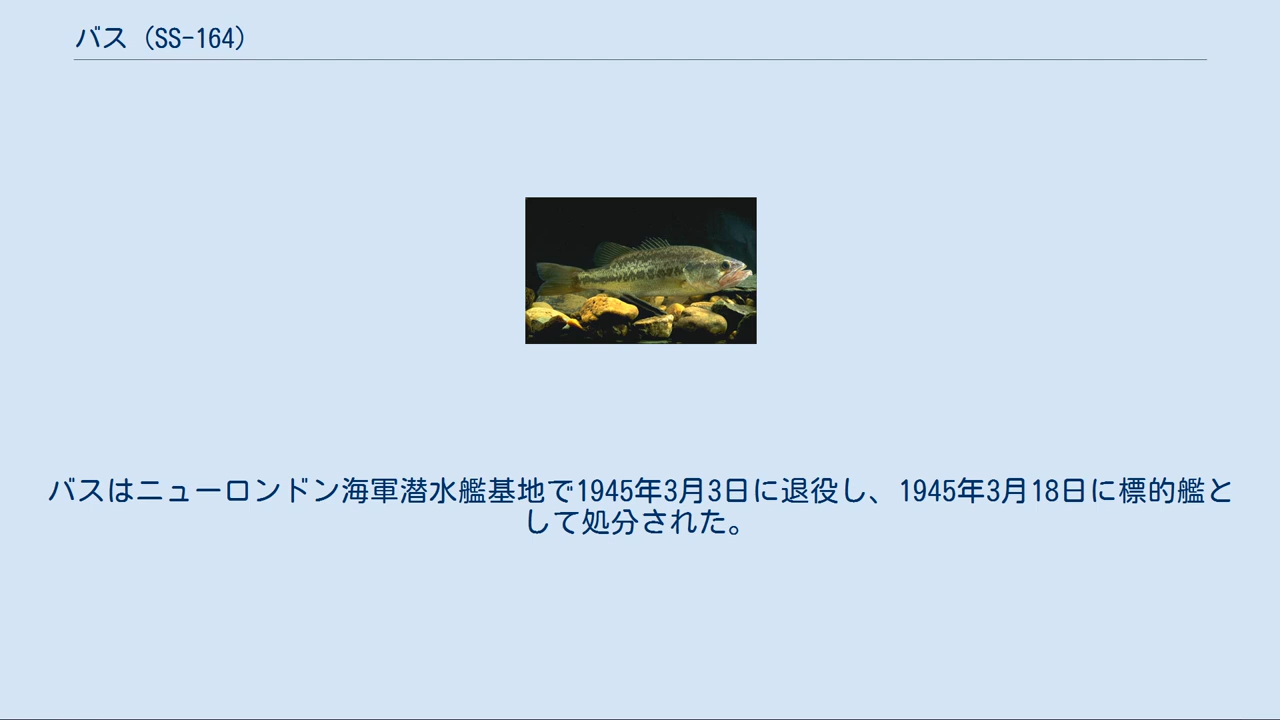 バス（SS-164）
バスはニューロンドン海軍潜水艦基地で1945年3月3日に退役し、1945年3月18日に標的艦と
して処分された。